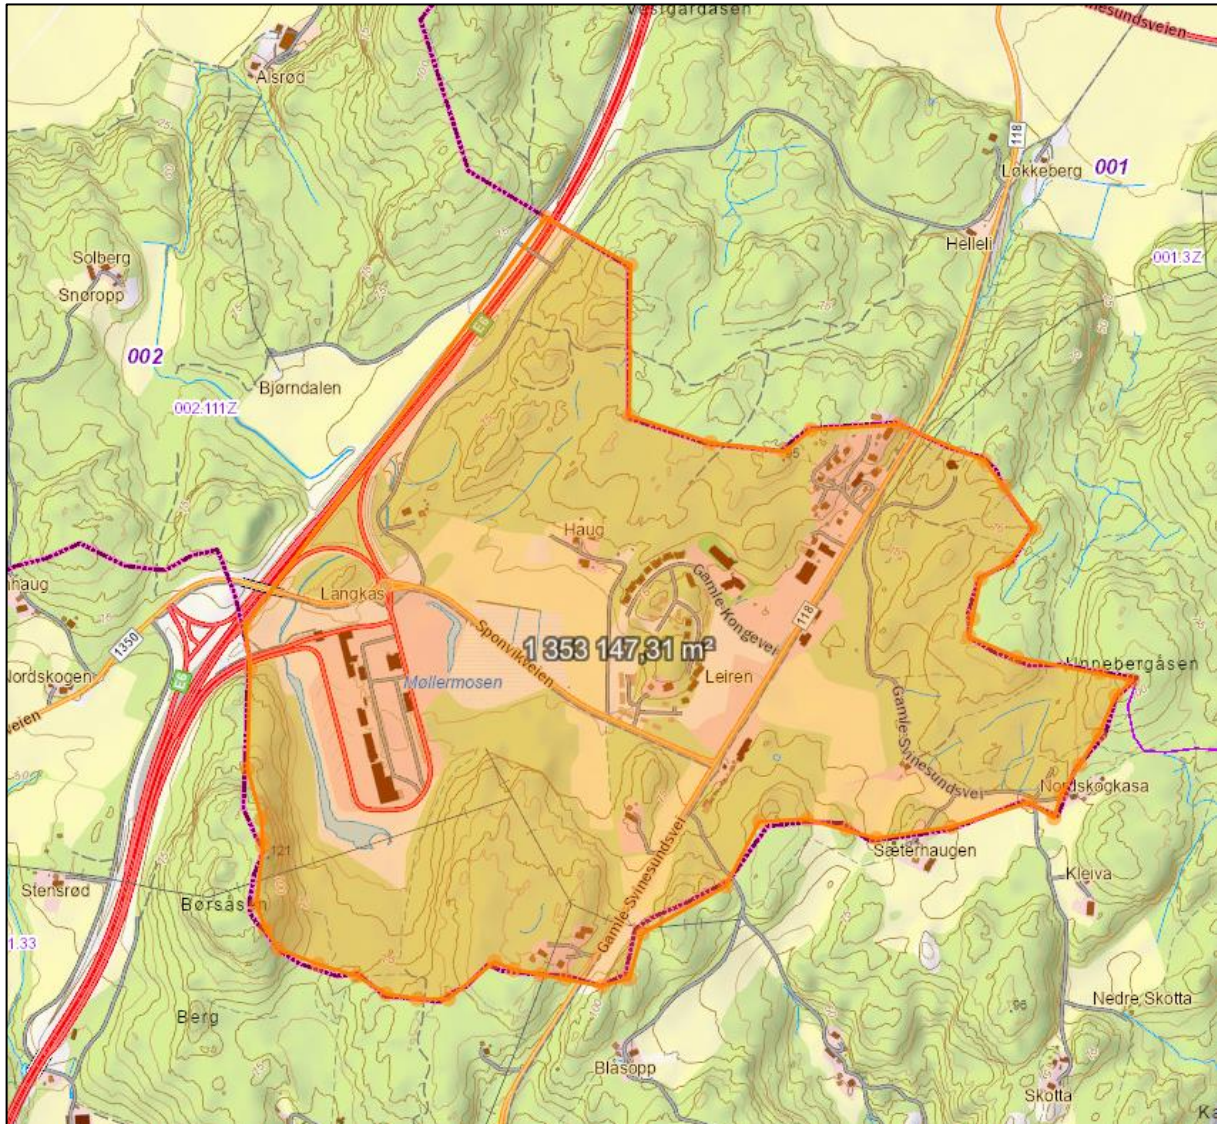 Vestgårdåsen
Svinesundsveien
Alsrød
118
Løkkeberg
001
Helleli
001.3Z
Solberg
Snøropp
002
E6
Bjørndalen
002.111Z
Haug
Langkås
1350
Gamle Kongevei
118
Sponvikveien
1 353 147,31 m²
Unnebergåsen
Nordskogen
E6
Møllermosen
Leiren
Gamle Svinesundsvei
Nordskogkasa
121
Sæterhaugen
Stensrød
Børsåsen
Kleiva
Gamle Svinesundsvei
1.33
Berg
Nedre Skotta
96
Blåsopp
Skotta